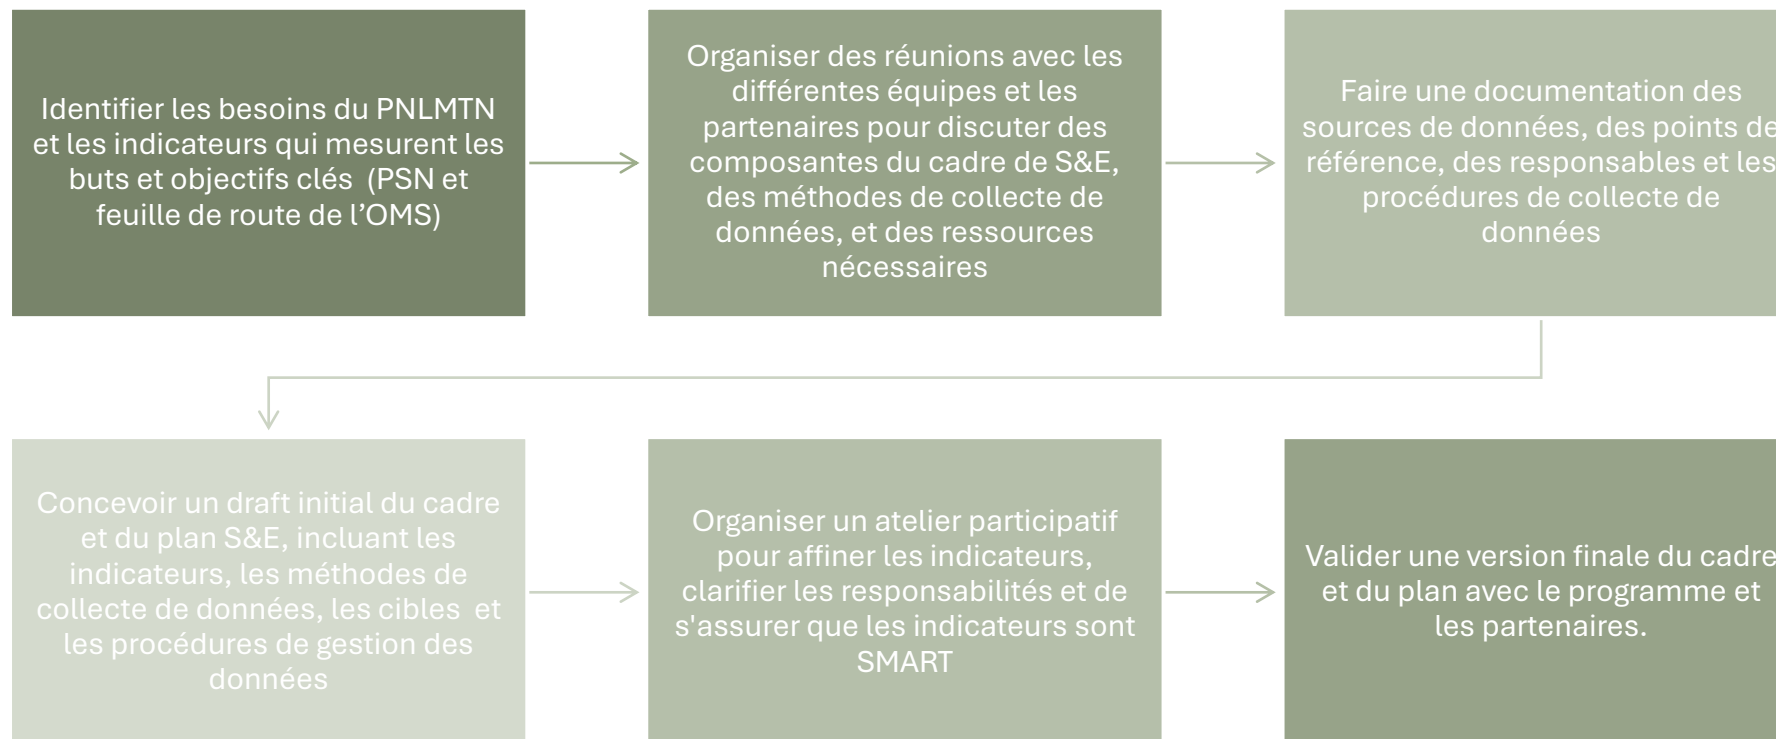 Identifier les besoins du PNLMTN
et les indicateurs qui mesurent les
buts et objectifs clés  (PSN et
feuille de route de l’OMS)
Organiser des réunions avec les
différentes équipes et les
partenaires pour discuter des
composantes du cadre de S&E,
des méthodes de collecte de
données, et des ressources
nécessaires
Faire une documentation des
sources de données, des points de
référence, des responsables et les
procédures de collecte de
données
Concevoir un draft initial du cadre
et du plan S&E, incluant les
indicateurs, les méthodes de
collecte de données, les cibles  et
les procédures de gestion des
données
Organiser un atelier participatif
pour affiner les indicateurs,
clarifier les responsabilités et de
s'assurer que les indicateurs sont
SMART
Valider une version finale du cadre
et du plan avec le programme et
les partenaires.